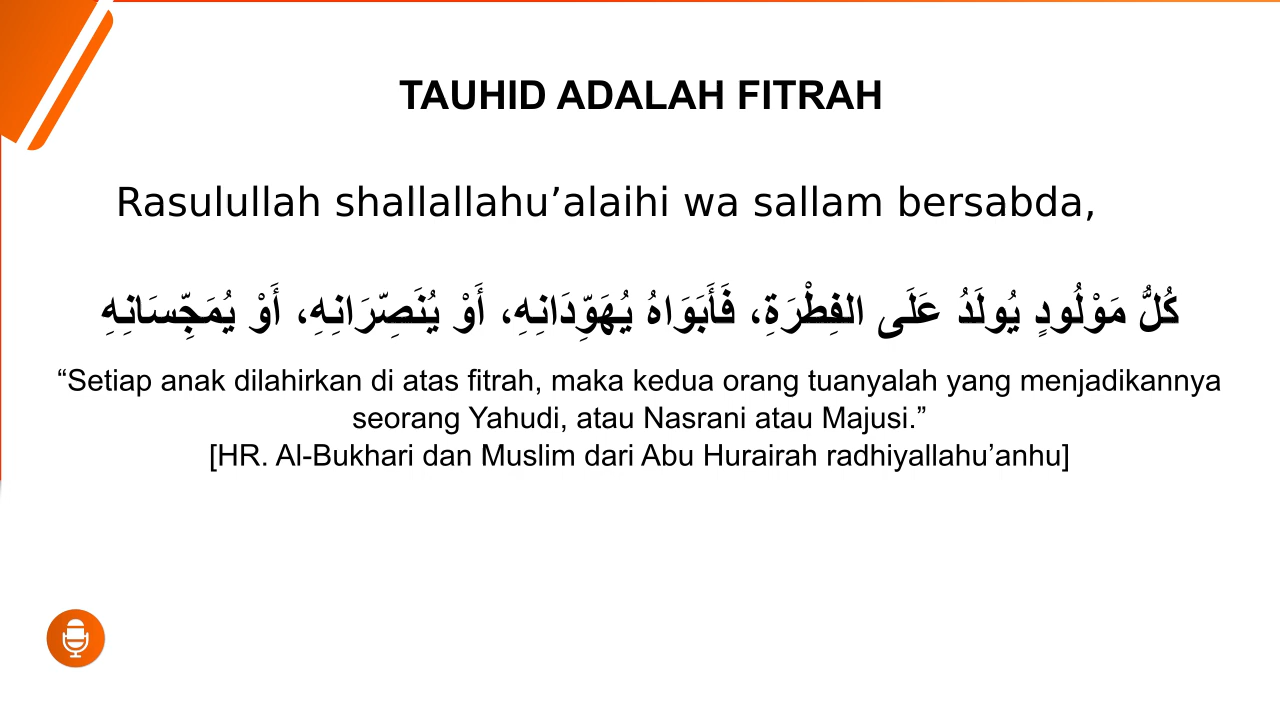 TAUHID ADALAH FITRAH
Rasulullah shallallahu’alaihi wa sallam bersabda,
كُلُّ مَوْلُودٍ يُولَدُ عَلَى الفِطْرَةِ، فَأَبَوَاهُ يُهَوِّدَانِهِ، أَوْ يُنَصِّرَانِهِ، أَوْ يُمَجِّسَانِهِ
“Setiap anak dilahirkan di atas fitrah, maka kedua orang tuanyalah yang menjadikannya
seorang Yahudi, atau Nasrani atau Majusi.”
[HR. Al-Bukhari dan Muslim dari Abu Hurairah radhiyallahu’anhu]